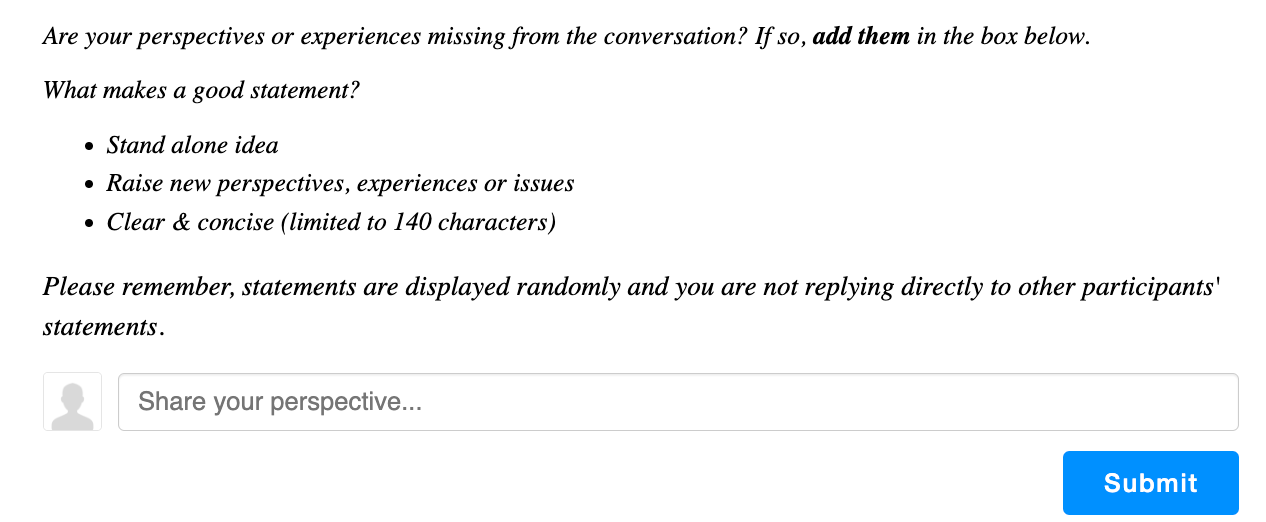 Are your perspectives or experiences missing from the conversation? If so, add them in the box below.
What makes a good statement?
• Stand alone idea
• Raise new perspectives, experiences or issues
• Clear & concise (limited to 140 characters)
Please remember, statements are displayed randomly and you are not replying directly to other participants'
statements.
Share your perspective...
Submit